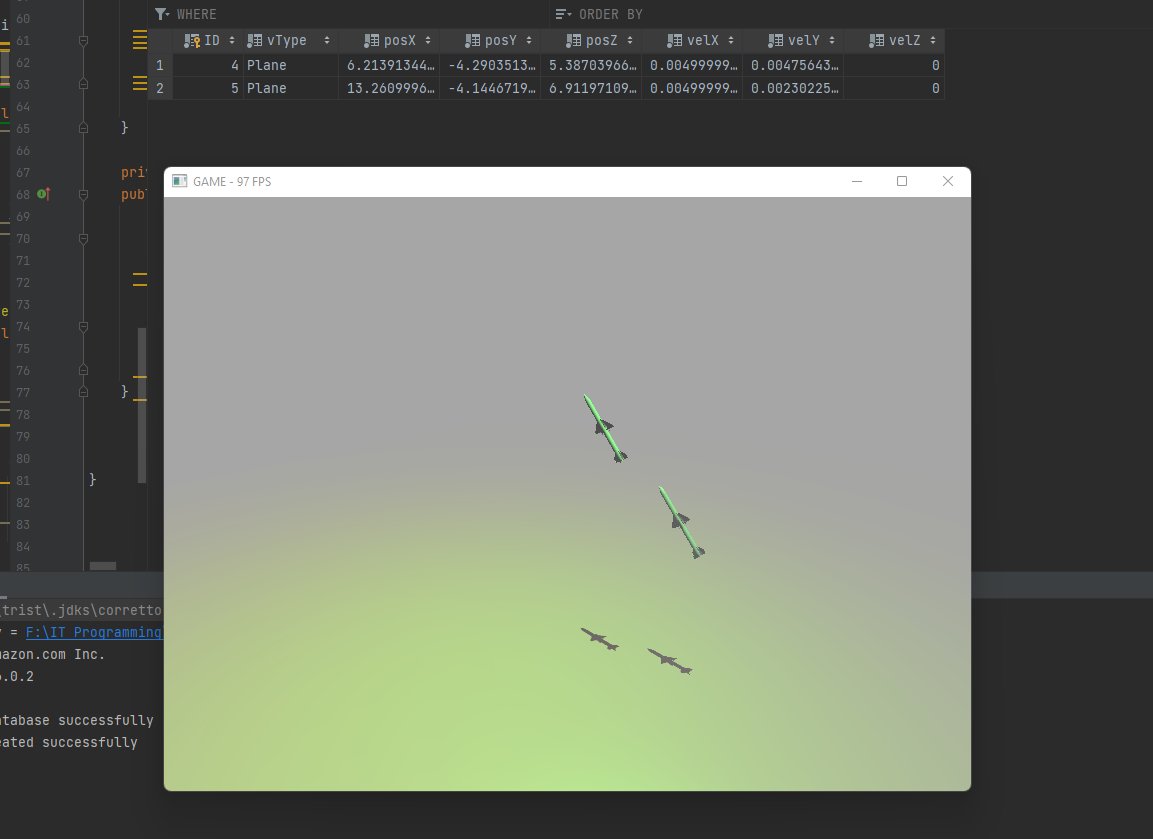 WHERE ORDER BY
ID vType posX posY posZ velX velY velZ
1 4 Plane 6.21391344… -4.2903513… 5.38703966… 0.00499999… 0.00475643… 0
2 5 Plane 13.2609996… -4.1446719… 6.91197109… 0.00499999… 0.00230225… 0
60
i
61
62
63
64
l
65 }
66
67 priv
68 publ
69
70
71
72
73
e
74
l
75
76
77 }
78
79
80
81 }
82
83
84
85
GAME - 97 FPS
\trist\.jdks\corretto
= F:\IT Programming\
mazon.com Inc.
.0.2
atabase successfully
eated successfully